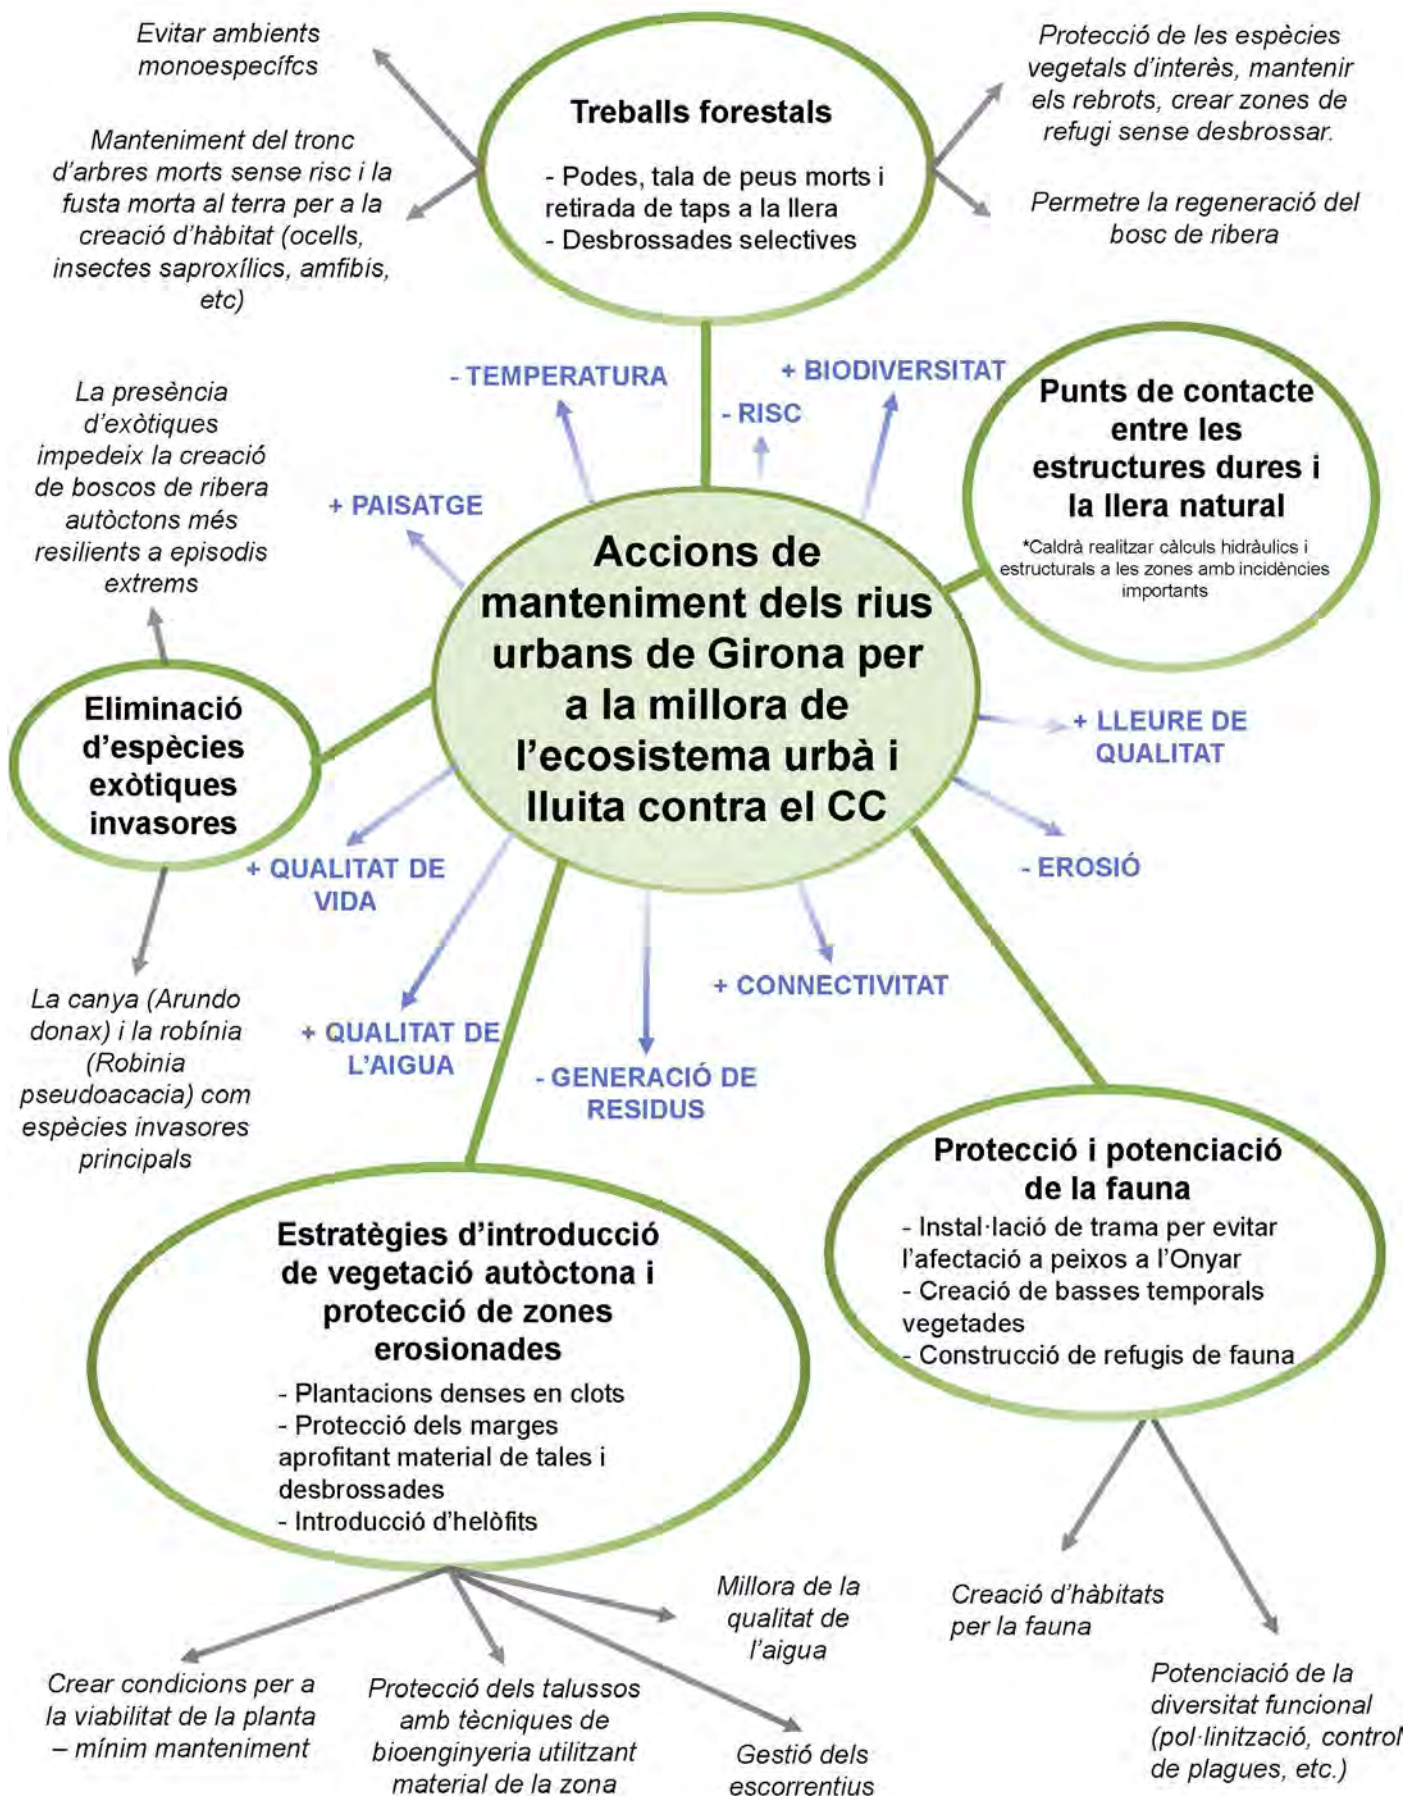 Evitar ambients
monoespecífcs
Manteniment del tronc
d'arbres morts sense risc i la
fusta morta al terra per a la
creació d'hàbitat (ocells,
insectes saproxílics, amfibis,
etc)
Treballs forestals
- Podes, tala de peus morts i
retirada de taps a la llera
- Desbrossades selectives
Protecció de les espècies
vegetals d'interès, mantenir
els rebrots, crear zones de
refugi sense desbrossar.
Permetre la regeneració del
bosc de ribera
- TEMPERATURA
+ BIODIVERSITAT
- RISC
+ PAISATGE
Punts de contacte
entre les
estructures dures i
la llera natural
*Caldrà realitzar càlculs hidràulics i
estructurals a les zones amb incidències
importants
La presència
d'exòtiques
impedeix la creació
de boscos de ribera
autòctons més
resilients a episodis
extrems
Accions de
manteniment dels rius
urbans de Girona per
a la millora de
l'ecosistema urbà i
lluita contra el CC
Eliminació
d'espècies
exòtiques
invasores
+ LLEURE DE
QUALITAT
- EROSIÓ
+ QUALITAT DE
VIDA
+ CONNECTIVITAT
+ QUALITAT DE
L'AIGUA
- GENERACIÓ DE
RESIDUS
La canya (Arundo
donax) i la robínia
(Robinia
pseudoacacia) com
espècies invasores
principals
Estratègies d'introducció
de vegetació autòctona i
protecció de zones
erosionades
- Plantacions denses en clots
- Protecció dels marges
aprofitant material de tales i
desbrossades
- Introducció d'helòfits
Protecció i potenciació
de la fauna
- Instal·lació de trama per evitar
l'afectació a peixos a l'Onyar
- Creació de basses temporals
vegetades
- Construcció de refugis de fauna
Crear condicions per a
la viabilitat de la planta
– mínim manteniment
Protecció dels talussos
amb tècniques de
bioenginyeria utilitzant
material de la zona
Millora de la
qualitat de
l'aigua
Gestió dels
escorrentius
Creació d'hàbitats
per la fauna
Potenciació de la
diversitat funcional
(pol·linització, control
de plagues, etc.)